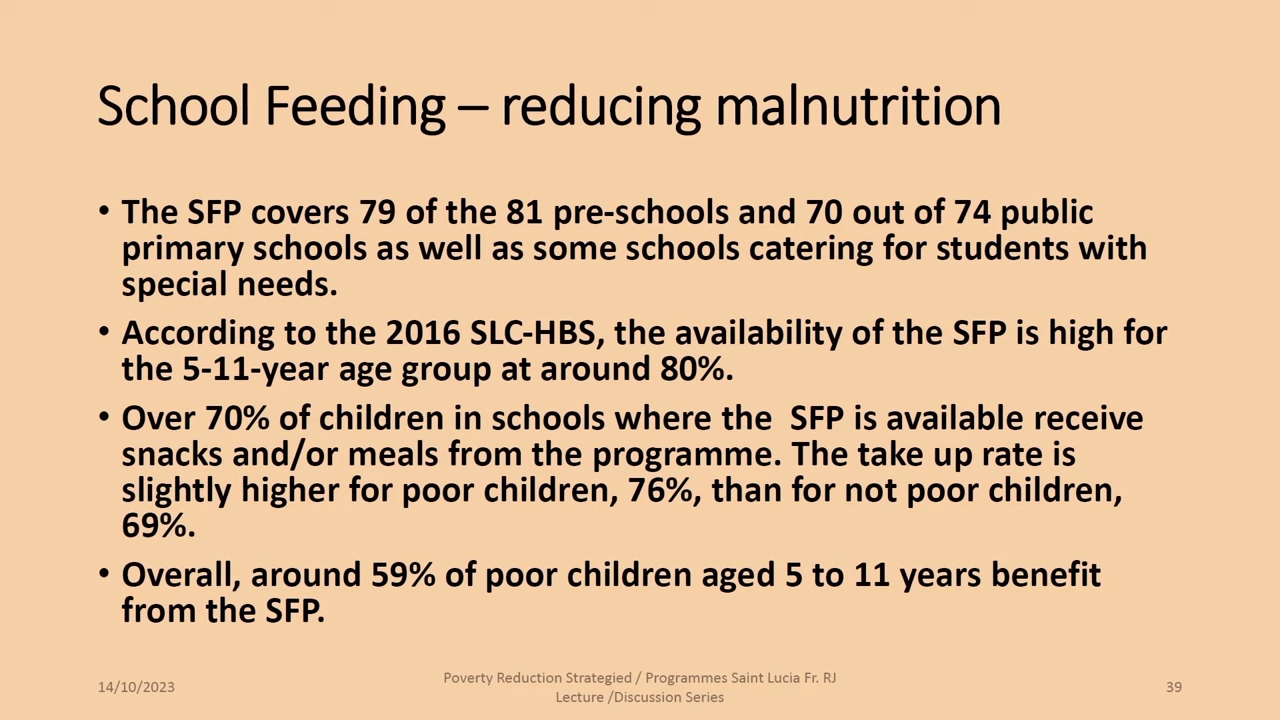 School Feeding – reducing malnutrition
• The SFP covers 79 of the 81 pre-schools and 70 out of 74 public
primary schools as well as some schools catering for students with
special needs.
• According to the 2016 SLC-HBS, the availability of the SFP is high for
the 5-11-year age group at around 80%.
• Over 70% of children in schools where the  SFP is available receive
snacks and/or meals from the programme. The take up rate is
slightly higher for poor children, 76%, than for not poor children,
69%.
• Overall, around 59% of poor children aged 5 to 11 years benefit
from the SFP.
14/10/2023
Poverty Reduction Strategied / Programmes Saint Lucia Fr. RJ
Lecture /Discussion Series
39